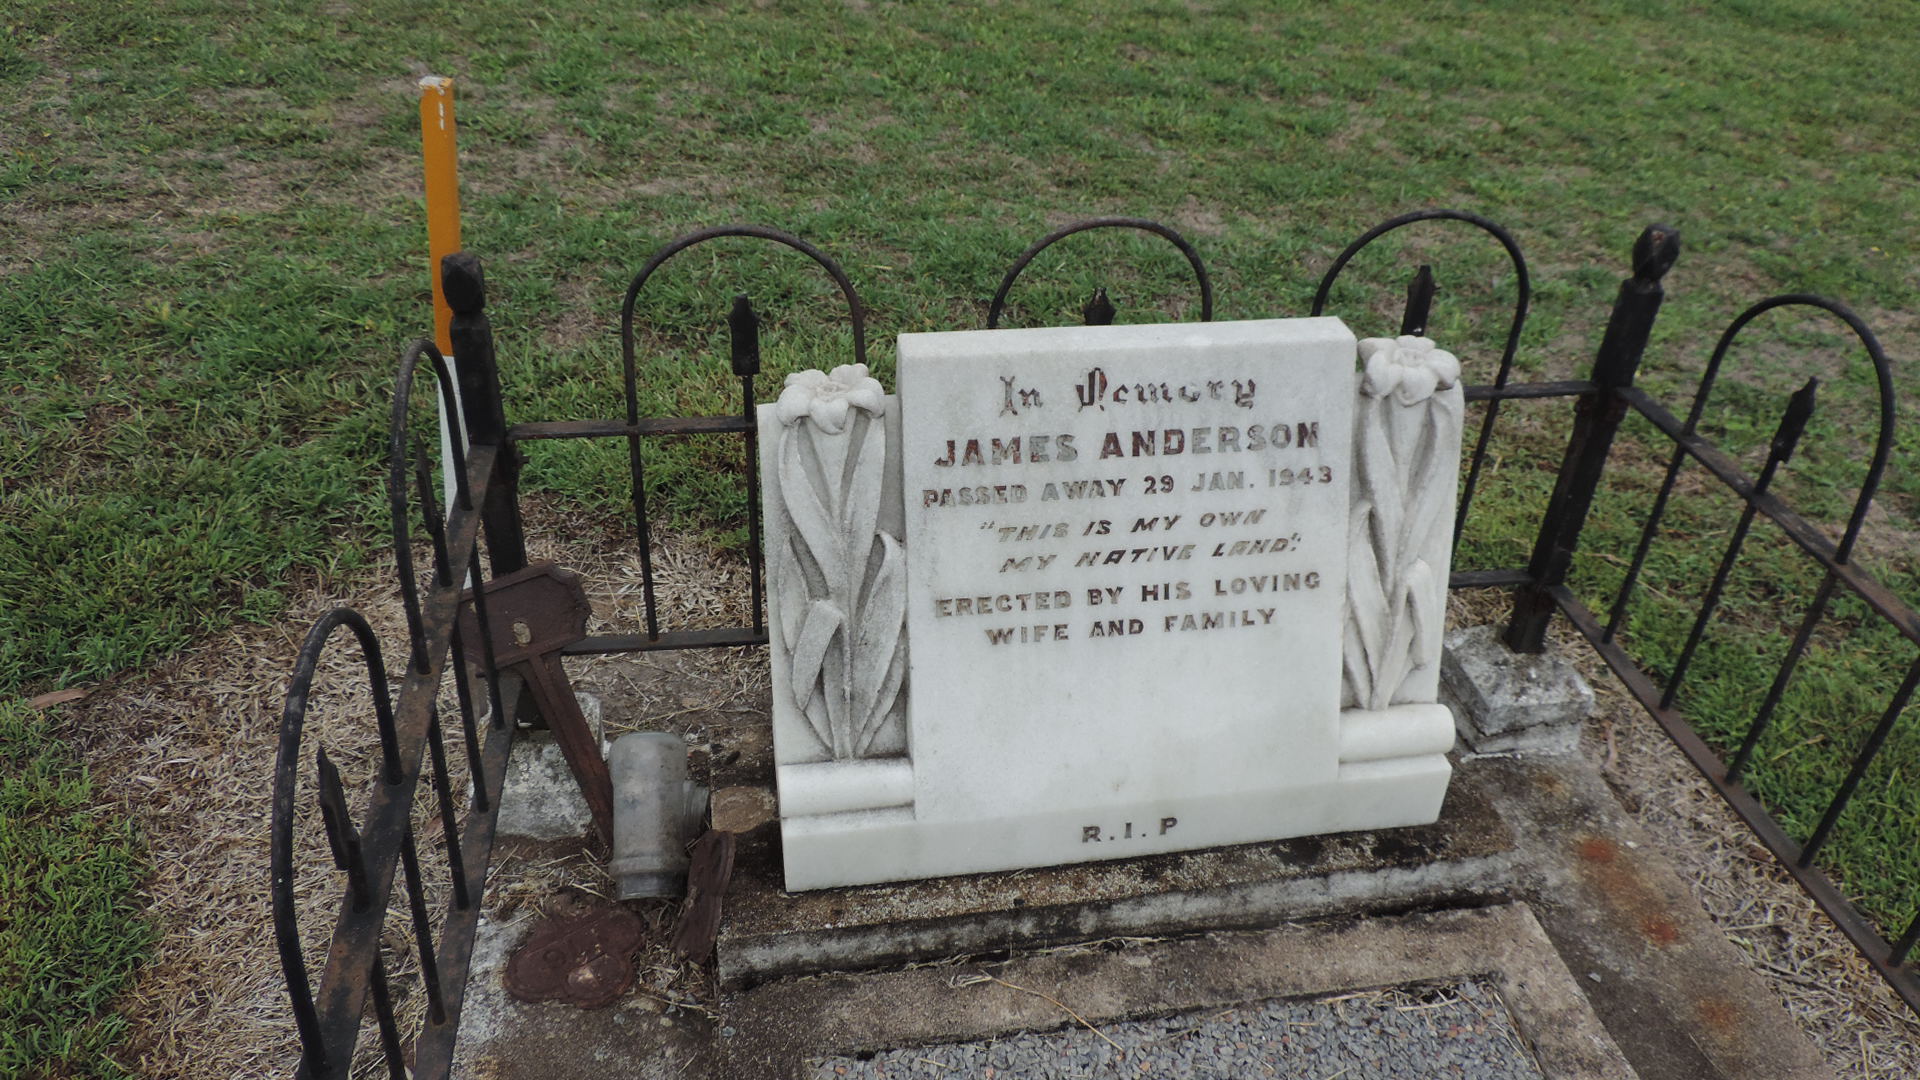 In Memory
JAMES ANDERSON
PASSED AWAY 29 JAN. 1943
"THIS IS MY OWN
MY NATIVE LAND".
ERECTED BY HIS LOVING
WIFE AND FAMILY
R.I.P